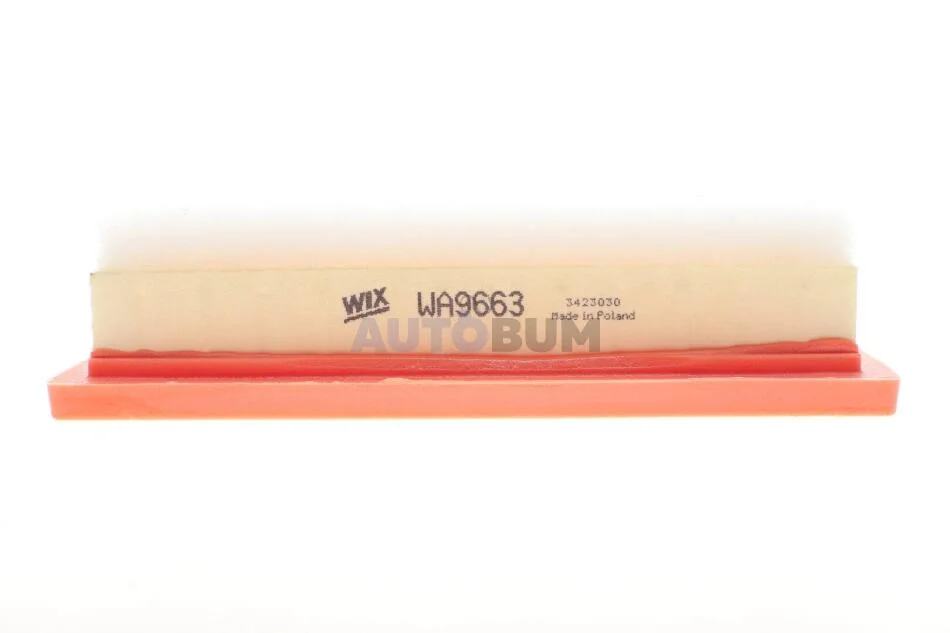 WIX WA9663 3423030
Made in Poland
AUTOBUM